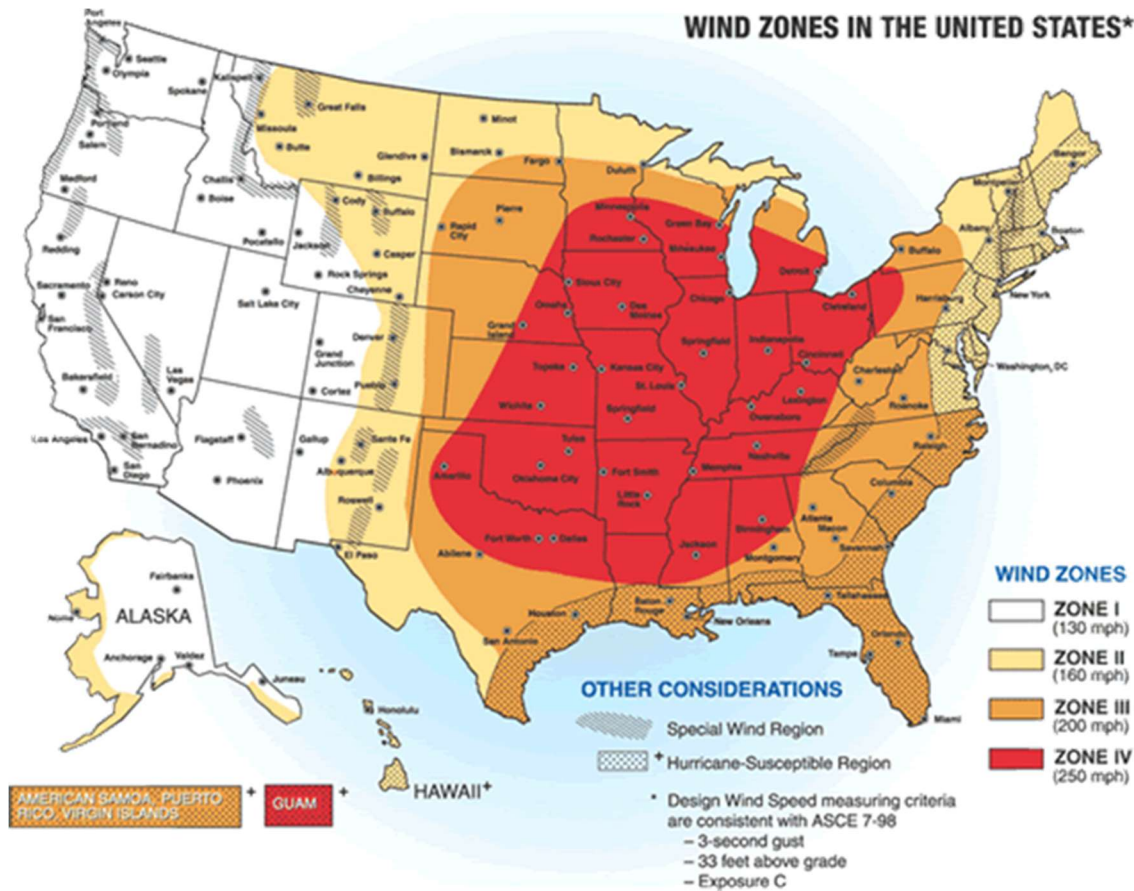 WIND ZONES IN THE UNITED STATES*
Port
Angeles
Seattle
Olympia
Spokane
Kalispell
Great Falls
Minot
Portland
Salem
Missoula
Butte
Glendive
Bismarck
Fargo
Duluth
Bangor
Medford
Challis
Boise
Billings
Cody
Buffalo
Rapid
City
Pierre
Minneapolis
Rochester
Green Bay
Milwaukee
Montpelier
Albany
Boston
Buffalo
Redding
Pocatello
Jackson
Casper
Rock Springs
Cheyenne
Sioux City
Detroit
Chicago
Cleveland
Harrisburg
New York
Sacramento
San
Francisco
Reno
Carson City
Salt Lake City
Omaha
Des
Moines
Grand
Island
Denver
Grand
Junction
Springfield
Indianapolis
Cincinnati
Washington, DC
Bakersfield
Las
Vegas
Cortez
Pueblo
Topeka
Kansas City
St. Louis
Charleston
Lexington
Roanoke
Wichita
Springfield
Owensboro
Raleigh
Los Angeles
San
Bernadino
San
Diego
Flagstaff
Gallup
Santa Fe
Albuquerque
Tulsa
Nashville
Phoenix
Roswell
Amarillo
Oklahoma City
Fort Smith
Memphis
Little
Rock
Columbia
Atlanta
Macon
El Paso
Fort Worth
Dallas
Abilene
Jackson
Birmingham
Montgomery
Savannah
Tallahassee
Houston
Baton
Rouge
New Orleans
San Antonio
Orlando
Tampa
Miami
Fairbanks
ALASKA
Nome
Anchorage
Valdez
Juneau
Honolulu
HAWAII+
AMERICAN SAMOA, PUERTO
RICO, VIRGIN ISLANDS
+
GUAM
+
OTHER CONSIDERATIONS
Special Wind Region
+ Hurricane-Susceptible Region
* Design Wind Speed measuring criteria
are consistent with ASCE 7-98
– 3-second gust
– 33 feet above grade
– Exposure C
WIND ZONES
ZONE I
(130 mph)
ZONE II
(160 mph)
ZONE III
(200 mph)
ZONE IV
(250 mph)